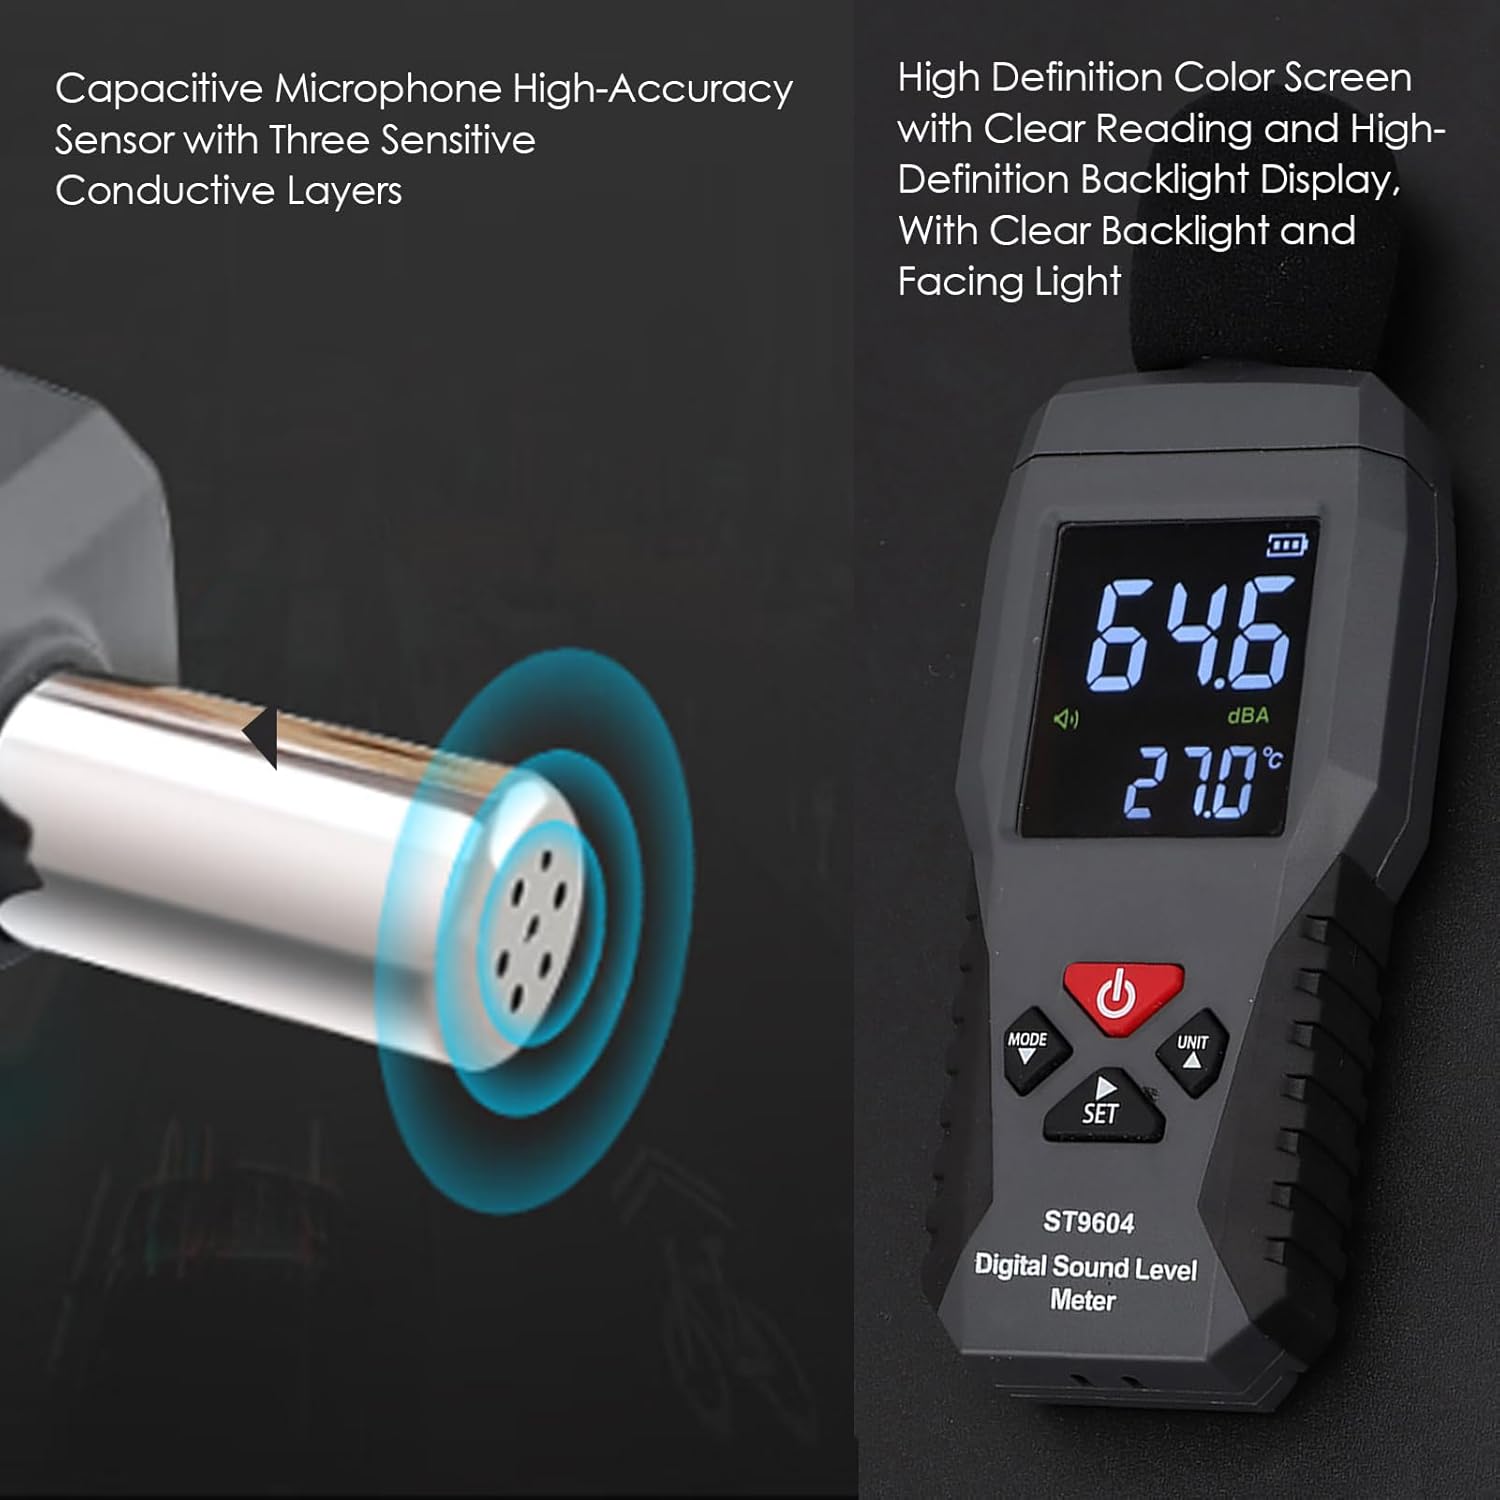 Capacitive Microphone High-Accuracy
Sensor with Three Sensitive
Conductive Layers
High Definition Color Screen
with Clear Reading and High-
Definition Backlight Display,
With Clear Backlight and
Facing Light
64.6
dBA
27.0°C
MODE
UNIT
SET
ST9604
Digital Sound Level
Meter